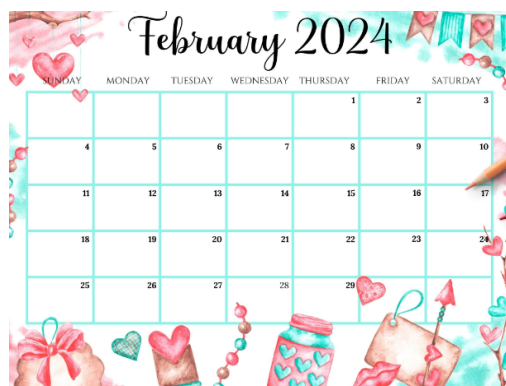 February 2024
SUNDAY MONDAY TUESDAY WEDNESDAY THURSDAY FRIDAY SATURDAY
1 2 3
4 5 6 7 8 9 10
11 12 13 14 15 16 17
18 19 20 21 22 23 24
25 26 27 28 29